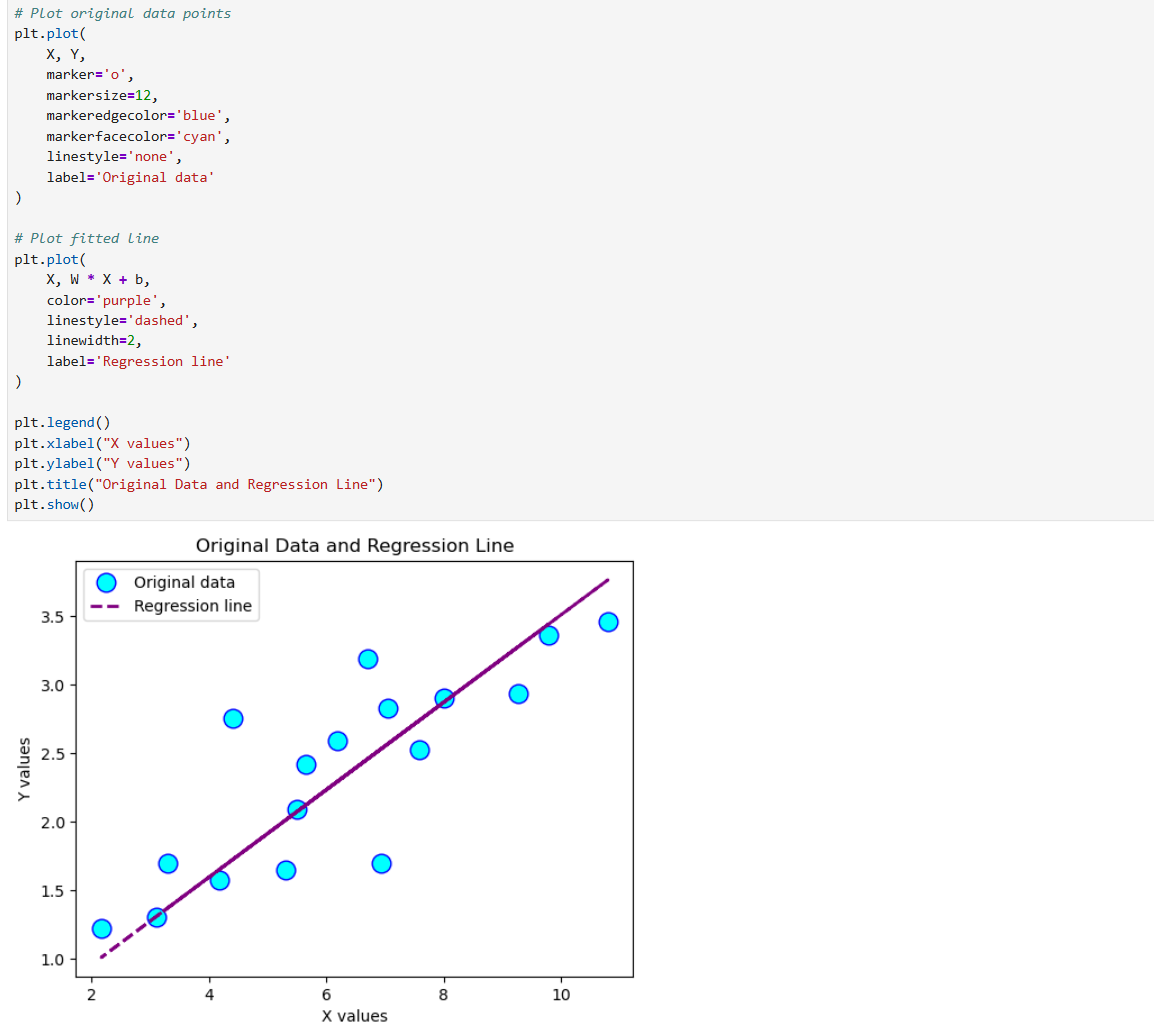 # Plot original data points
plt.plot(
    X, Y,
    marker='o',
    markersize=12,
    markeredgecolor='blue',
    markerfacecolor='cyan',
    linestyle='none',
    label='Original data'
)

# Plot fitted line
plt.plot(
    X, W * X + b,
    color='purple',
    linestyle='dashed',
    linewidth=2,
    label='Regression line'
)

plt.legend()
plt.xlabel("X values")
plt.ylabel("Y values")
plt.title("Original Data and Regression Line")
plt.show()
Original Data and Regression Line
Original data
Regression line
3.5
3.0
2.5
2.0
1.5
1.0
Y values
2 4 6 8 10
X values